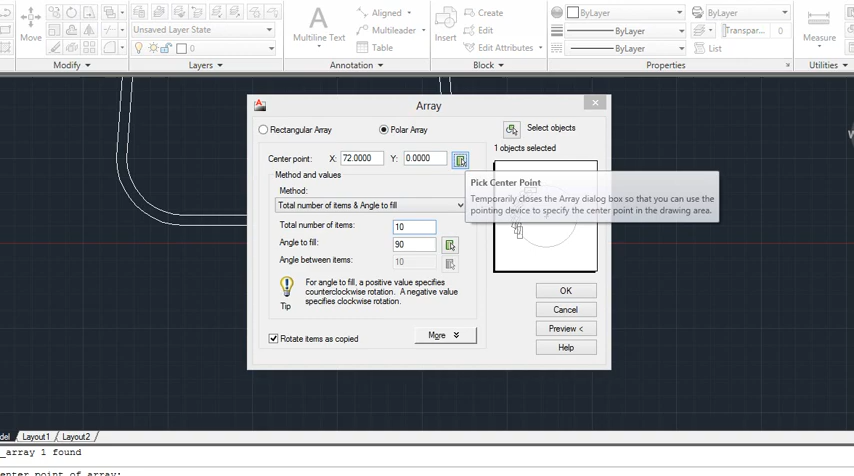 ByLayer
ByLayer
Create
Aligned
Unsaved Layer State
Move
Multileader
Multiline Text
Insert
Edit
ByLayer
Transpar...
0
Measure
0
Table
Edit Attributes
ByLayer
List
Modify
Layers
Annotation
Block
Properties
Utilities
Array
Rectangular Array
Polar Array
Select objects
1 objects selected
Center point:
X:
72.0000
Y:
0.0000
Method and values
Method:
Total number of items & Angle to fill
Total number of items:
10
Angle to fill:
90
Angle between items:
10
For angle to fill, a positive value specifies
counterclockwise rotation. A negative value
specifies clockwise rotation.
Tip
Rotate items as copied
More
Pick Center Point
Temporarily closes the Array dialog box so that you can use the
pointing device to specify the center point in the drawing area.
OK
Cancel
Preview <
Help
del
Layout1
Layout2
_array 1 found
enter point of array: